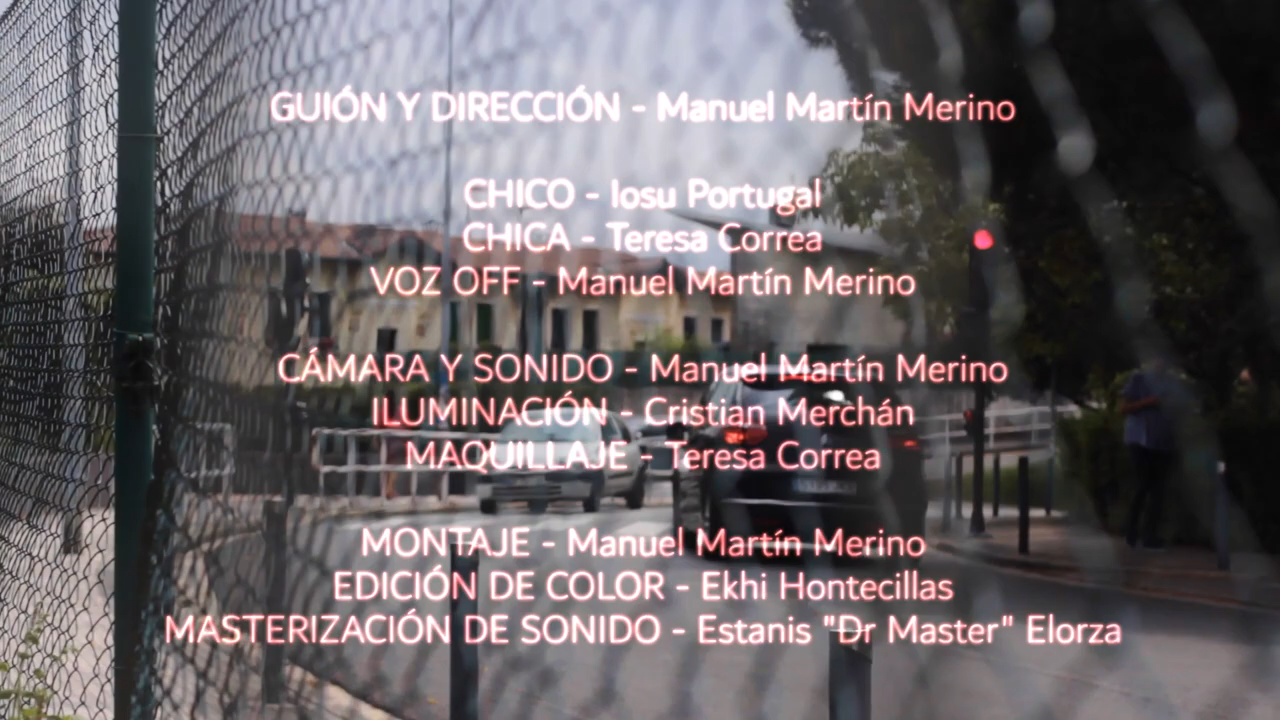 GUIÓN Y DIRECCIÓN - Manuel Martín Merino
CHICO - Iosu Portugal
CHICA - Teresa Correa
VOZ OFF - Manuel Martín Merino
CÁMARA Y SONIDO - Manuel Martín Merino
ILUMINACIÓN - Cristian Merchán
MAQUILLAJE - Teresa Correa
MONTAJE - Manuel Martín Merino
EDICIÓN DE COLOR - Ekhi Hontecillas
MASTERIZACIÓN DE SONIDO - Estanis "Dr Master" Elorza